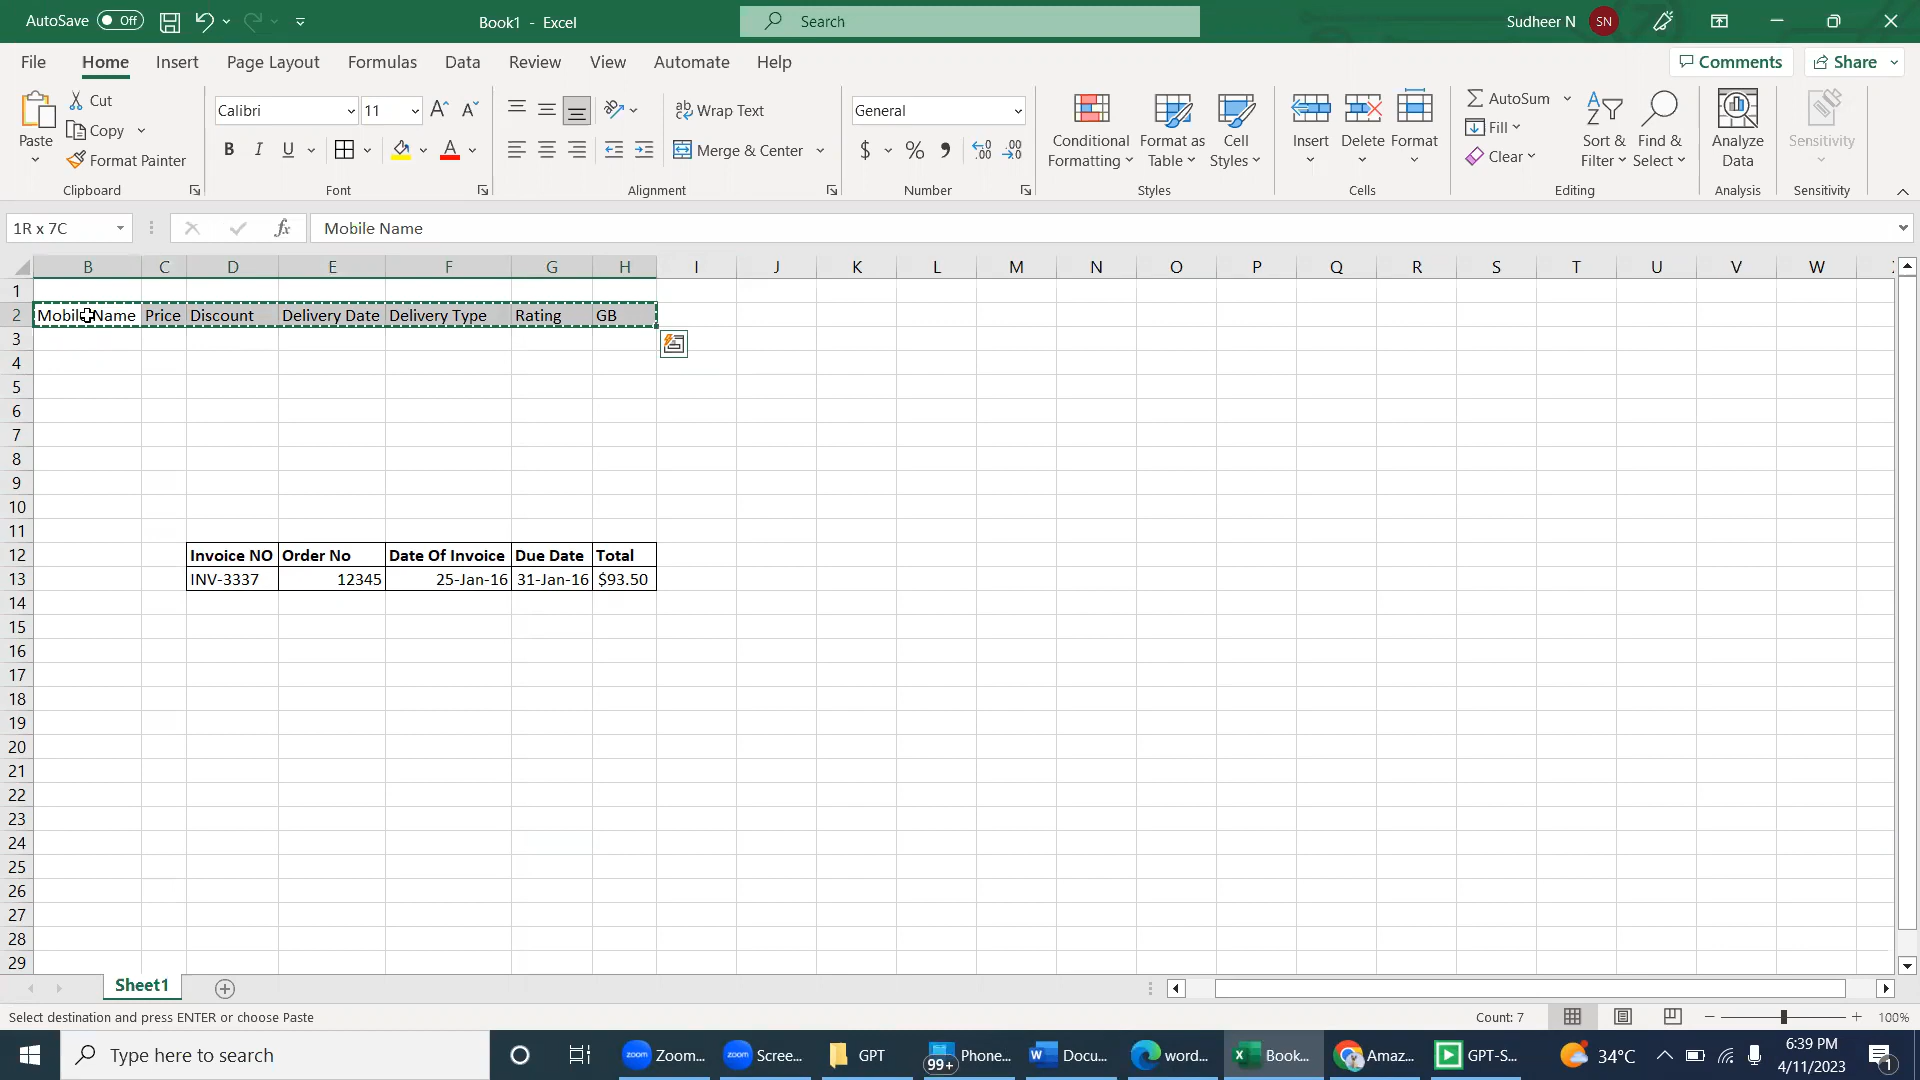 AutoSave Off Book1 - Excel Search Sudheer N SN
File Home Insert Page Layout Formulas Data Review View Automate Help Comments Share
Paste Cut Copy Format Painter Clipboard
Calibri 11 B I U Font
Wrap Text Merge & Center Alignment
General $ % Number
Conditional Formatting Format as Table Cell Styles Styles
Insert Delete Format Cells
AutoSum Fill Clear Sort & Filter Find & Select Editing
Analyze Data Analysis
Sensitivity Sensitivity
1R x 7C fx Mobile Name
B C D E F G H I J K L M N O P Q R S T U V W
1
2 Mobile Name Price Discount Delivery Date Delivery Type Rating GB
3
4
5
6
7
8
9
10
11
12 Invoice NO Order No Date Of Invoice Due Date Total
13 INV-3337 12345 25-Jan-16 31-Jan-16 $93.50
14
15
16
17
18
19
20
21
22
23
24
25
26
27
28
29
Sheet1
Select destination and press ENTER or choose Paste Count: 7 100%
Type here to search zoom Zoom... zoom Scree... GPT 99+ Phone... Docu... word... Book... Amaz... GPT-S... 34°C 6:39 PM
4/11/2023 1